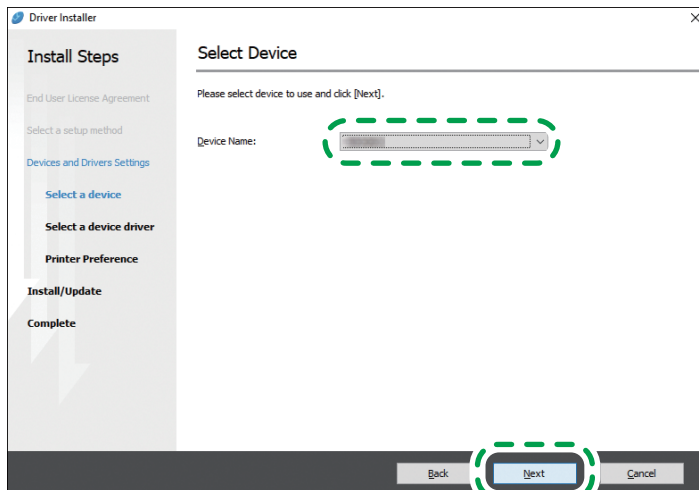 Driver Installer
Install Steps
End User License Agreement
Select a setup method
Devices and Drivers Settings
Select a device
Select a device driver
Printer Preference
Install/Update
Complete
Select Device
Please select device to use and click [Next].
Device Name:
Back
Next
Cancel